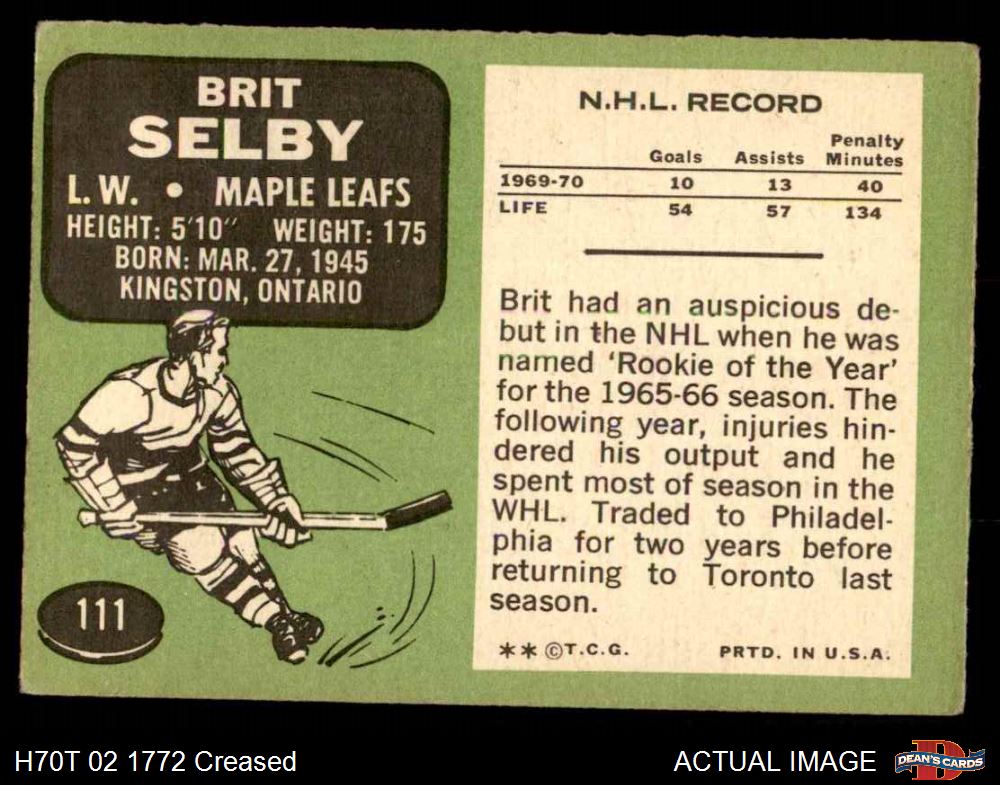 BRIT
SELBY
L.W. • MAPLE LEAFS
HEIGHT: 5'10" WEIGHT: 175
BORN: MAR. 27, 1945
KINGSTON, ONTARIO
111
N.H.L. RECORD
Goals Assists Penalty Minutes
1969-70 10 13 40
LIFE 54 57 134
Brit had an auspicious de-
but in the NHL when he was
named 'Rookie of the Year'
for the 1965-66 season. The
following year, injuries hin-
dered his output and he
spent most of season in the
WHL. Traded to Philadel-
phia for two years before
returning to Toronto last
season.
** ©T.C.G. PRTD. IN U.S.A.
H70T 02 1772 Creased
ACTUAL IMAGE
DEAN'S CARDS